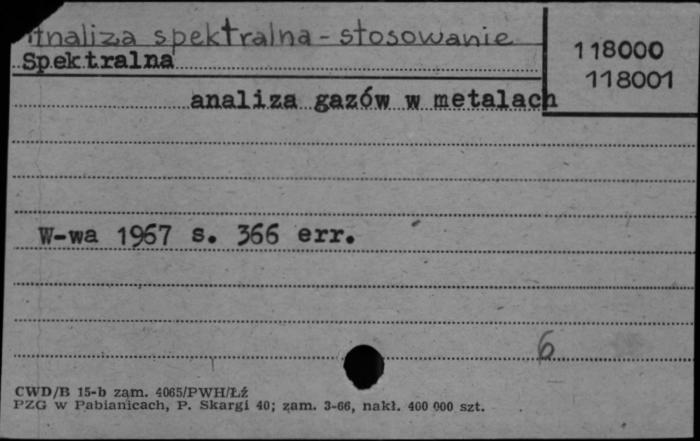 Analiza spektralna - stosowanie
118000
118001
Spektralna
analiza gazów w metalach
W-wa 1967 s. 366 err.
6
CWD/B 15-b zam. 4065/PWH/Łź
PZG w Pabianicach, P. Skargi 40; zam. 3-66, nakł. 400 000 szt.